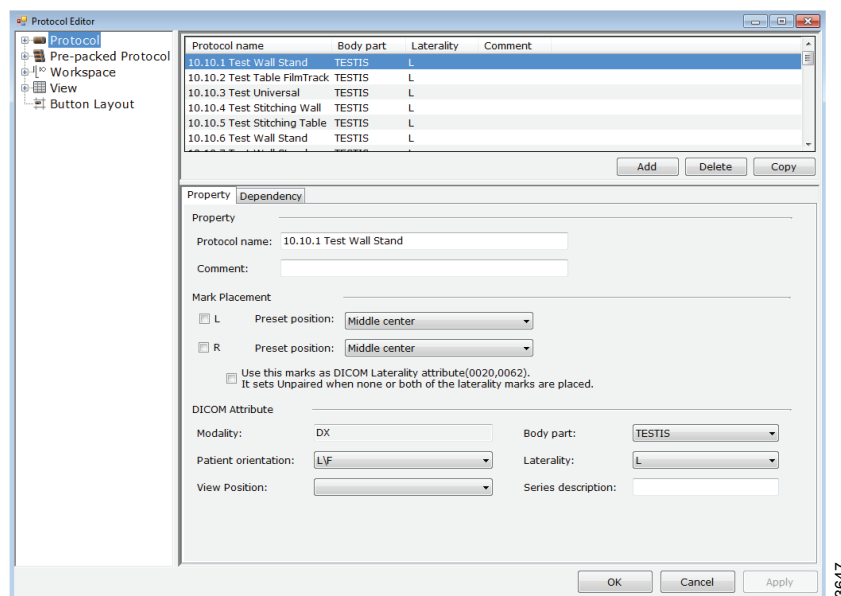 Protocol Editor
Protocol
Pre-packed Protocol
Workspace
View
Button Layout
Protocol name Body part Laterality Comment
10.10.1 Test Wall Stand TESTIS L
10.10.2 Test Table FilmTrack TESTIS L
10.10.3 Test Universal TESTIS L
10.10.4 Test Stitching Wall TESTIS L
10.10.5 Test Stitching Table TESTIS L
10.10.6 Test Wall Stand TESTIS L
Add Delete Copy
Property Dependency
Property
Protocol name: 10.10.1 Test Wall Stand
Comment:
Mark Placement
L Preset position: Middle center
R Preset position: Middle center
Use this marks as DICOM Laterality attribute(0020,0062).
It sets Unpaired when none or both of the laterality marks are placed.
DICOM Attribute
Modality: DX Body part: TESTIS
Patient orientation: L\F Laterality: L
View Position: Series description:
OK Cancel Apply